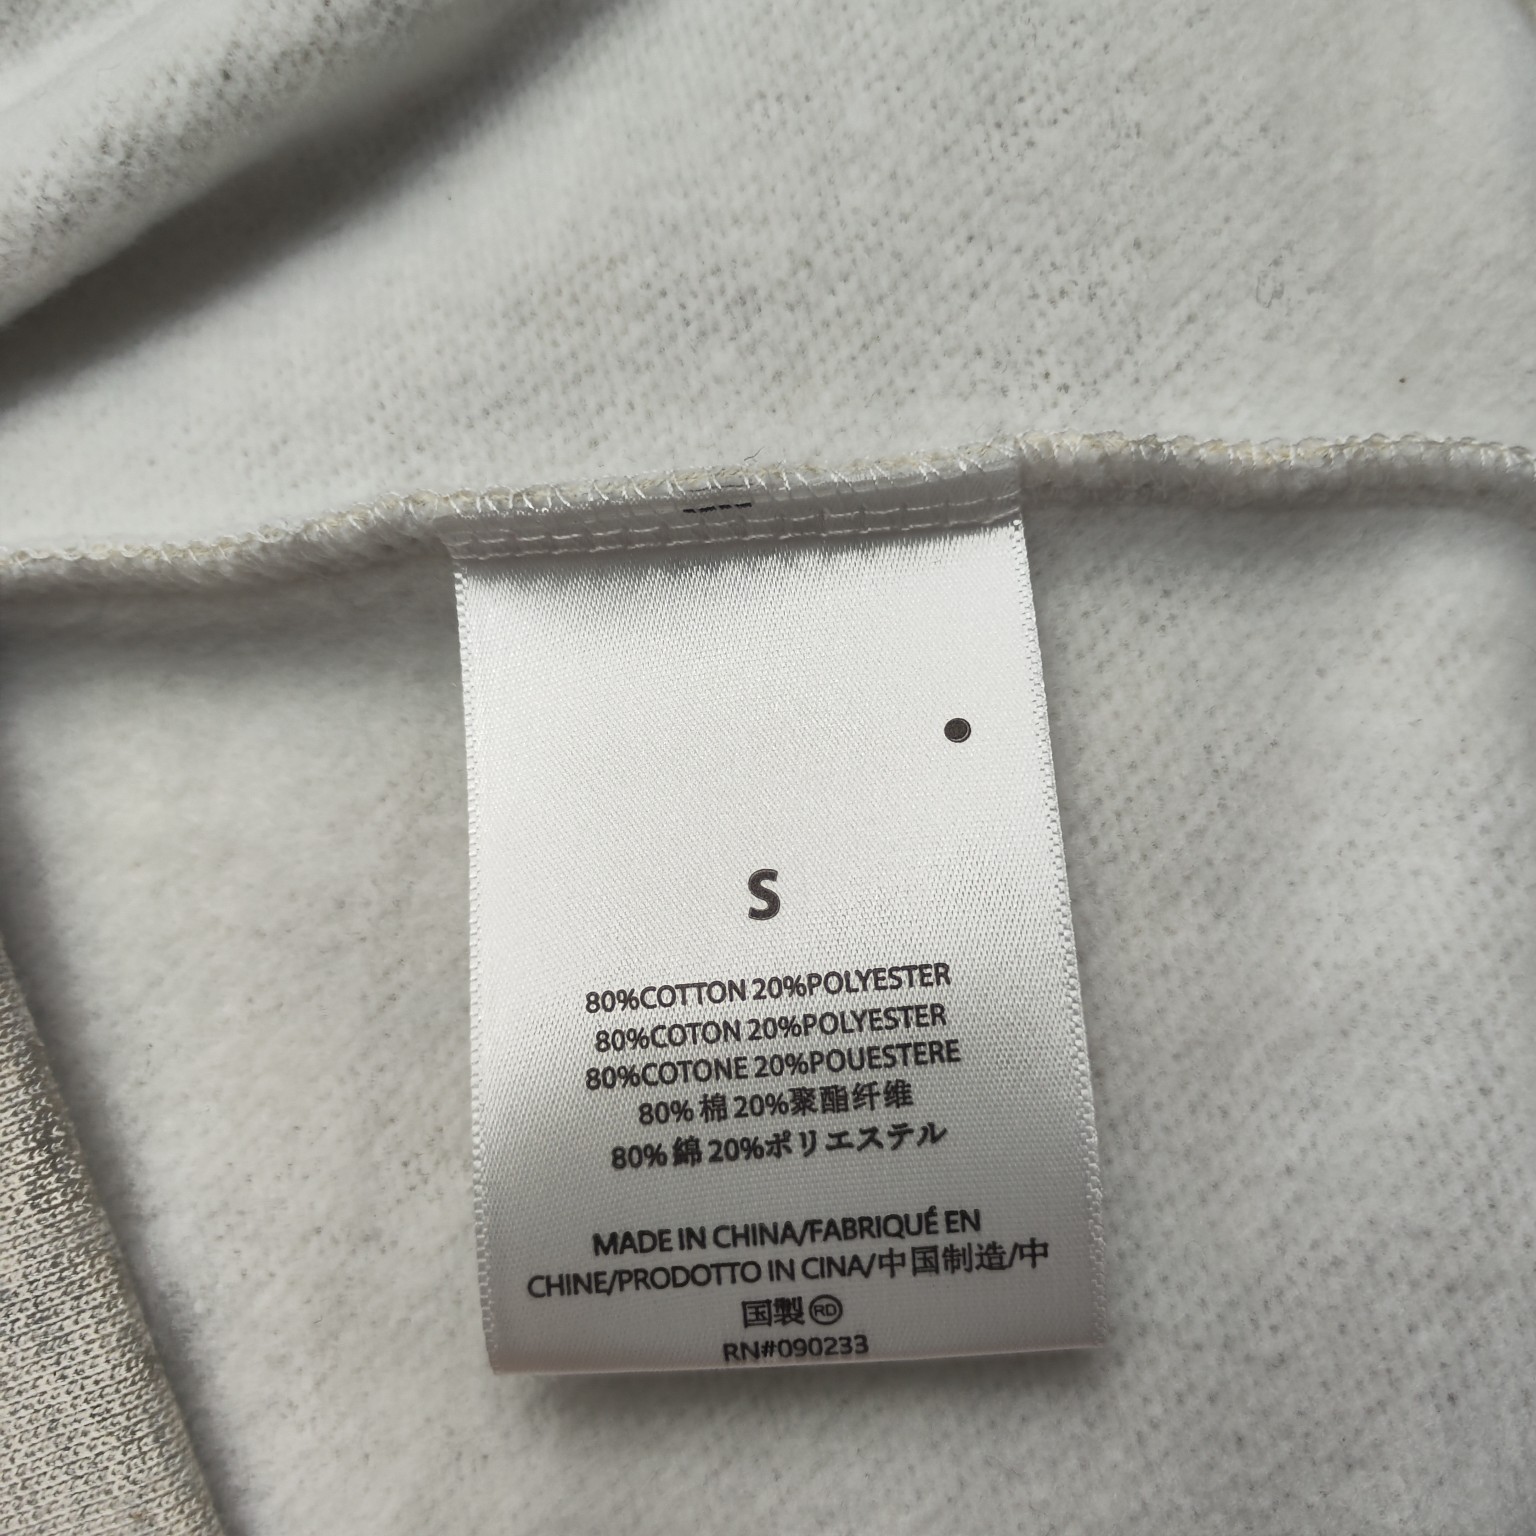 S
80%COTTON 20%POLYESTER
80%COTON 20%POLYESTER
80%COTONE 20%POUESTERE
80% 棉 20%聚酯纤维
80% 綿 20%ポリエステル
MADE IN CHINA/FABRIQUÉ EN
CHINE/PRODOTTO IN CINA/中国制造/中
国製 RD
RN#090233